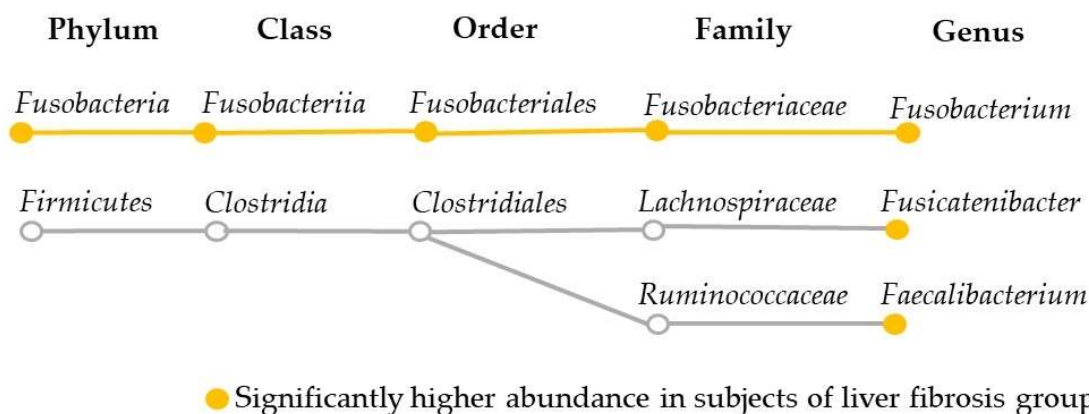 Phylum Class Order Family Genus
Fusobacteria Fusobacteriia Fusobacteriales Fusobacteriaceae Fusobacterium
Firmicutes Clostridia Clostridiales Lachnospiraceae Fusicatenibacter
Ruminococcaceae Faecalibacterium
Significantly higher abundance in subjects of liver fibrosis group